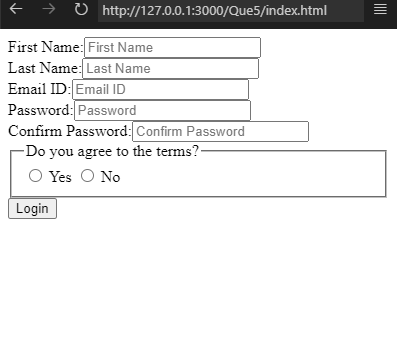 http://127.0.0.1:3000/Que5/index.html
First Name: First Name
Last Name: Last Name
Email ID: Email ID
Password: Password
Confirm Password: Confirm Password
Do you agree to the terms?
Yes No
Login